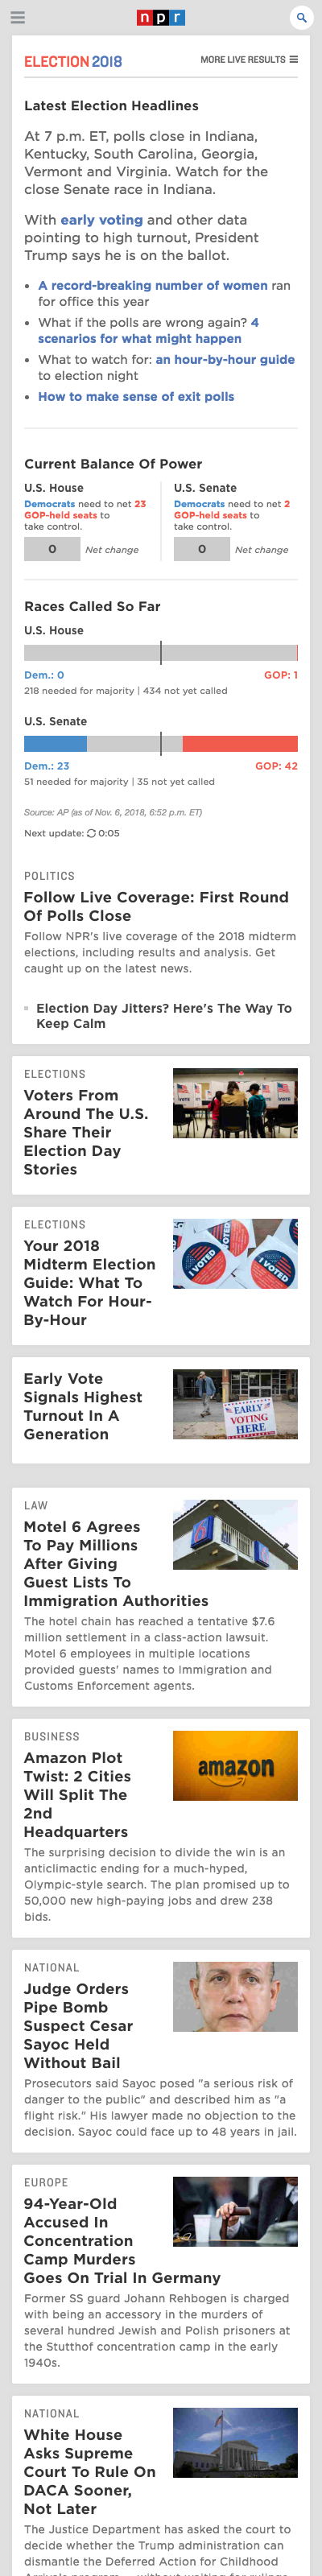 npr
ELECTION 2018
MORE LIVE RESULTS
Latest Election Headlines
At 7 p.m. ET, polls close in Indiana,
Kentucky, South Carolina, Georgia,
Vermont and Virginia. Watch for the
close Senate race in Indiana.
With early voting and other data
pointing to high turnout, President
Trump says he is on the ballot.
A record-breaking number of women ran
for office this year
What if the polls are wrong again? 4
scenarios for what might happen
What to watch for: an hour-by-hour guide
to election night
How to make sense of exit polls
Current Balance Of Power
U.S. House
Democrats need to net 23
GOP-held seats to
take control.
0 Net change
U.S. Senate
Democrats need to net 2
GOP-held seats to
take control.
0 Net change
Races Called So Far
U.S. House
Dem.: 0 GOP: 1
218 needed for majority | 434 not yet called
U.S. Senate
Dem.: 23 GOP: 42
51 needed for majority | 35 not yet called
Source: AP (as of Nov. 6, 2018, 6:52 p.m. ET)
Next update: 0:05
POLITICS
Follow Live Coverage: First Round
Of Polls Close
Follow NPR's live coverage of the 2018 midterm
elections, including results and analysis. Get
caught up on the latest news.
Election Day Jitters? Here's The Way To
Keep Calm
ELECTIONS
Voters From
Around The U.S.
Share Their
Election Day
Stories
VOTE
VOTE
ELECTIONS
Your 2018
Midterm Election
Guide: What To
Watch For Hour-
By-Hour
I VOTED
I VOTED
Early Vote
Signals Highest
Turnout In A
Generation
EARLY
VOTING
HERE
LAW
Motel 6 Agrees
To Pay Millions
After Giving
Guest Lists To
Immigration Authorities
The hotel chain has reached a tentative $7.6
million settlement in a class-action lawsuit.
Motel 6 employees in multiple locations
provided guests' names to Immigration and
Customs Enforcement agents.
BUSINESS
Amazon Plot
Twist: 2 Cities
Will Split The
2nd
Headquarters
amazon
The surprising decision to divide the win is an
anticlimactic ending for a much-hyped,
Olympic-style search. The plan promised up to
50,000 new high-paying jobs and drew 238
bids.
NATIONAL
Judge Orders
Pipe Bomb
Suspect Cesar
Sayoc Held
Without Bail
Prosecutors said Sayoc posed "a serious risk of
danger to the public" and described him as "a
flight risk." His lawyer made no objection to the
decision. Sayoc could face up to 48 years in jail.
EUROPE
94-Year-Old
Accused In
Concentration
Camp Murders
Goes On Trial In Germany
Former SS guard Johann Rehbogen is charged
with being an accessory in the murders of
several hundred Jewish and Polish prisoners at
the Stutthof concentration camp in the early
1940s.
NATIONAL
White House
Asks Supreme
Court To Rule On
DACA Sooner,
Not Later
The Justice Department has asked the court to
decide whether the Trump administration can
dismantle the Deferred Action for Childhood